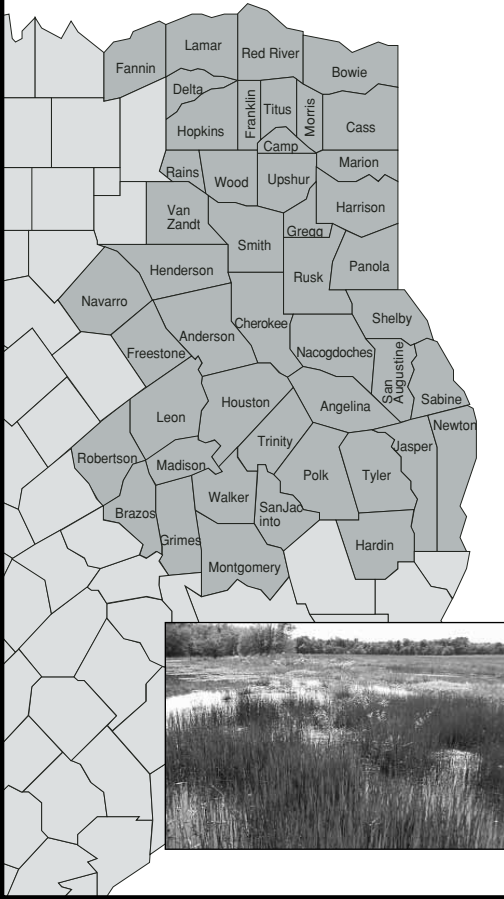 Lamar
Red River
Fannin
Bowie
Delta
Franklin
Titus
Morris
Hopkins
Cass
Camp
Marion
Rains
Wood
Upshur
Harrison
Van
Zandt
Gregg
Smith
Henderson
Rusk
Panola
Navarro
Cherokee
Shelby
Anderson
Freestone
Nacogdoches
San
Augustine
Houston
Sabine
Leon
Angelina
Newton
Trinity
Jasper
Robertson
Madison
Polk
Tyler
Walker
SanJac
into
Brazos
Grimes
Hardin
Montgomery